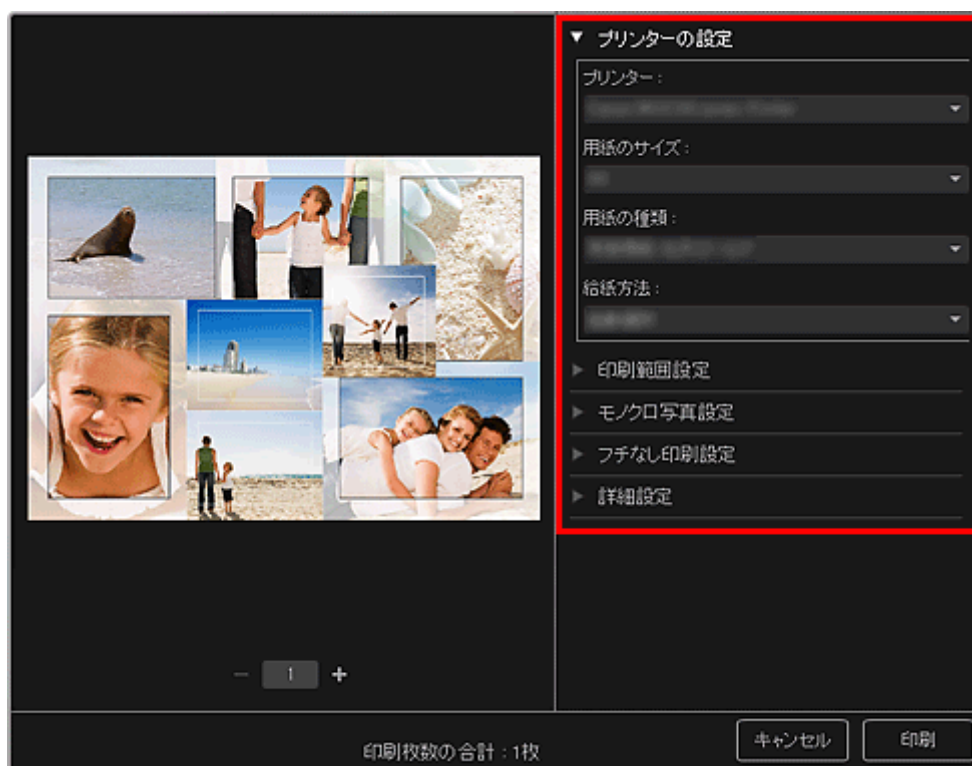 プリンターの設定
プリンター:
用紙のサイズ:
用紙の種類:
給紙方法:
印刷範囲設定
モノクロ写真設定
フチなし印刷設定
詳細設定
1
印刷枚数の合計:1枚
キャンセル
印刷